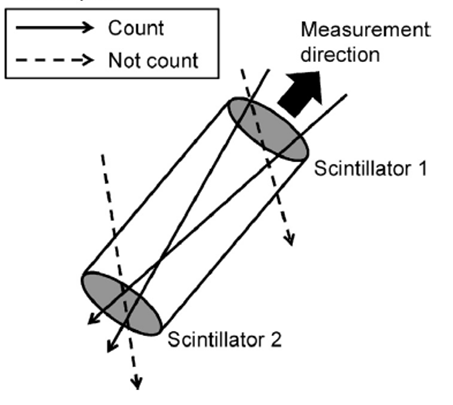 Count
Not count
Measurement
direction
Scintillator 1
Scintillator 2